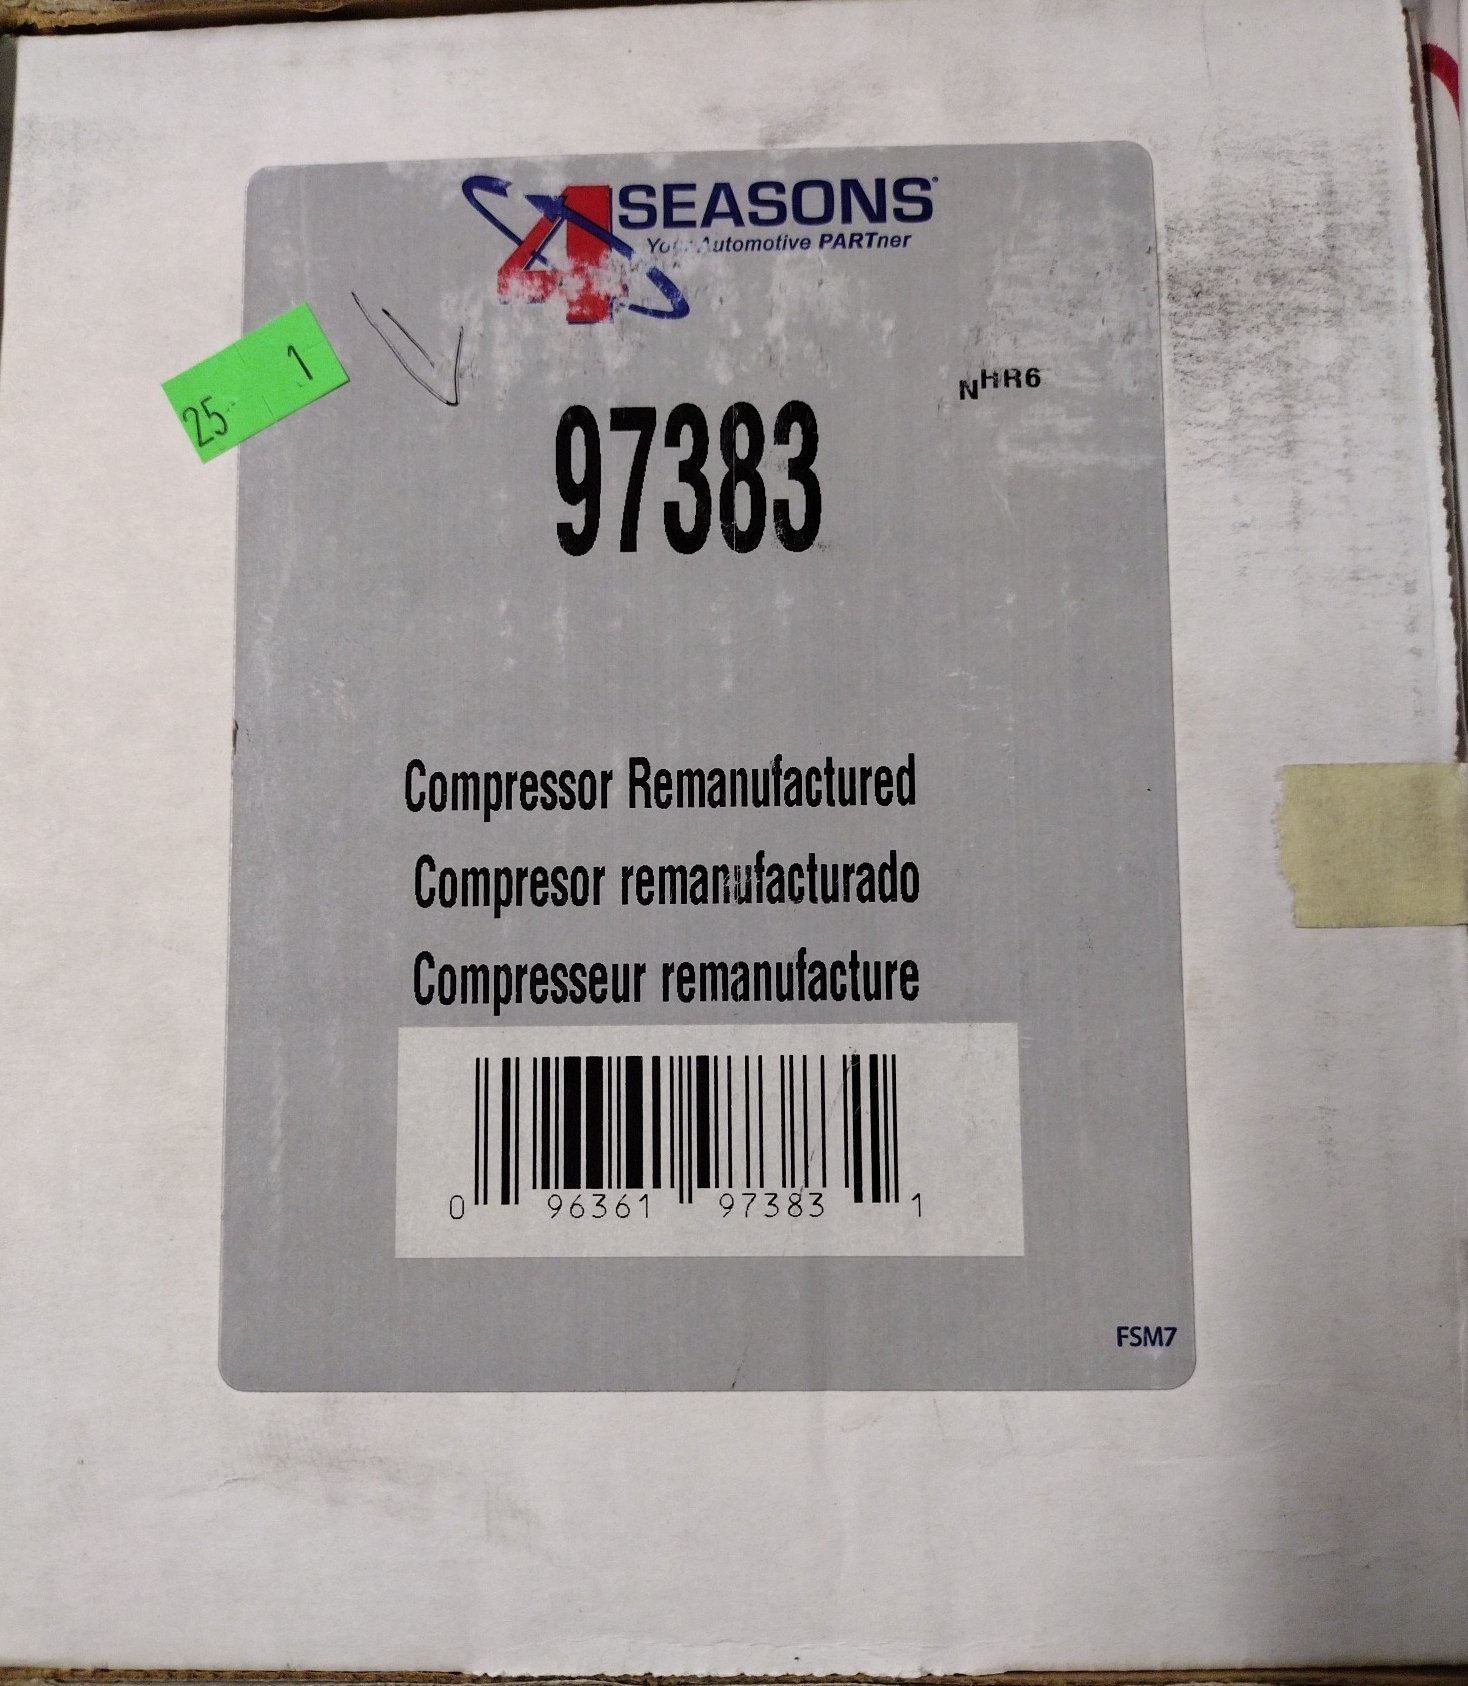 4 SEASONS
Your Automotive PARTner
25 1
NHR6
97383
Compressor Remanufactured
Compresor remanufacturado
Compresseur remanufacture
0 96361 97383 1
FSM7